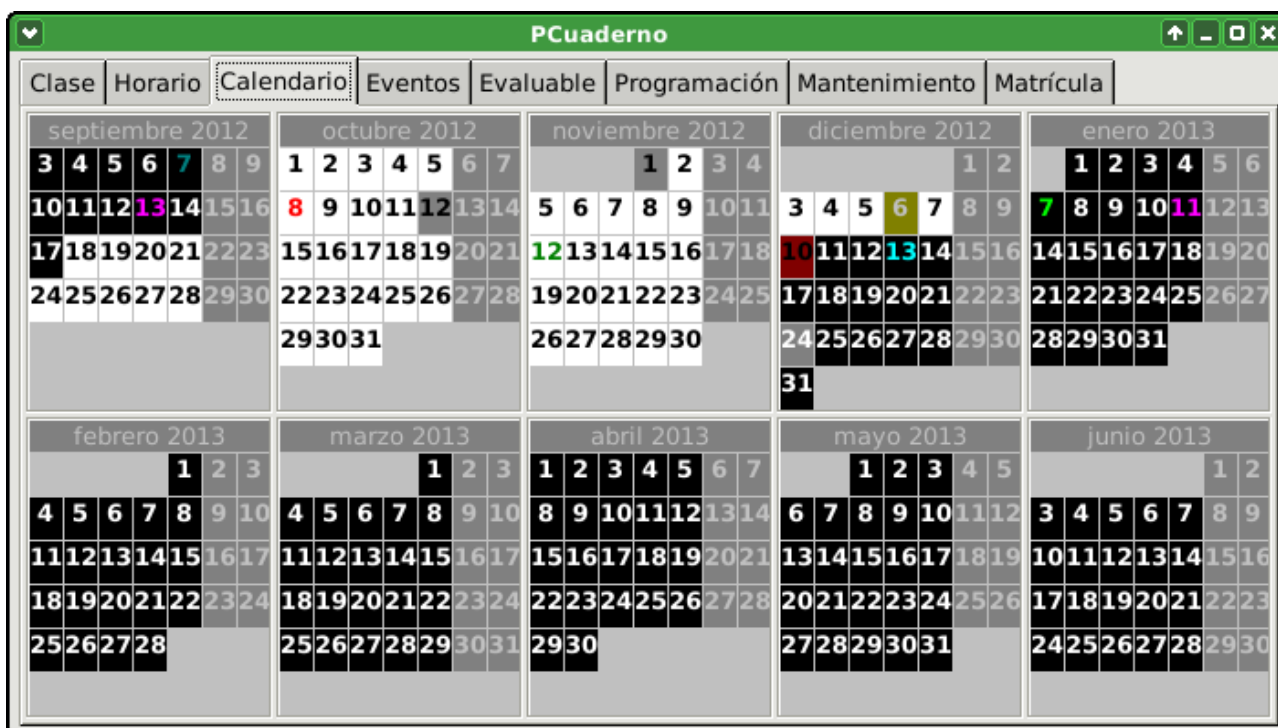 PCuaderno
Clase Horario Calendario Eventos Evaluable Programación Mantenimiento Matrícula
septiembre 2012 octubre 2012 noviembre 2012 diciembre 2012 enero 2013
3 4 5 6 7 8 9 1 2 3 4 5 6 7 1 2 3 4 1 2 1 2 3 4 5 6
10 11 12 13 14 15 16 8 9 10 11 12 13 14 5 6 7 8 9 10 11 3 4 5 6 7 8 9 7 8 9 10 11 12 13
17 18 19 20 21 22 23 15 16 17 18 19 20 21 12 13 14 15 16 17 18 10 11 12 13 14 15 16 14 15 16 17 18 19 20
24 25 26 27 28 29 30 22 23 24 25 26 27 28 19 20 21 22 23 24 25 17 18 19 20 21 22 23 21 22 23 24 25 26 27
29 30 31 26 27 28 29 30 24 25 26 27 28 29 30 28 29 30 31
31
febrero 2013 marzo 2013 abril 2013 mayo 2013 junio 2013
1 2 3 1 2 3 1 2 3 4 5 6 7 1 2 3 4 5 1 2
4 5 6 7 8 9 10 4 5 6 7 8 9 10 8 9 10 11 12 13 14 6 7 8 9 10 11 12 3 4 5 6 7 8 9
11 12 13 14 15 16 17 11 12 13 14 15 16 17 15 16 17 18 19 20 21 13 14 15 16 17 18 19 10 11 12 13 14 15 16
18 19 20 21 22 23 24 18 19 20 21 22 23 24 22 23 24 25 26 27 28 20 21 22 23 24 25 26 17 18 19 20 21 22 23
25 26 27 28 25 26 27 28 29 30 31 29 30 27 28 29 30 31 24 25 26 27 28 29 30